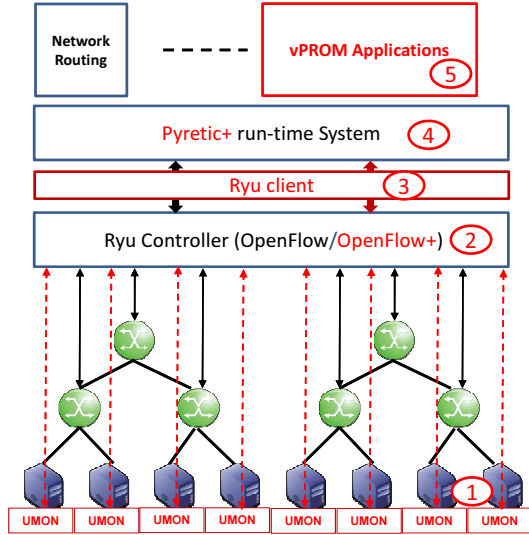 Network
Routing
vPROM Applications
5
Pyretic+ run-time System
4
Ryu client
3
Ryu Controller (OpenFlow/OpenFlow+)
2
1
UMON UMON UMON UMON UMON UMON UMON UMON